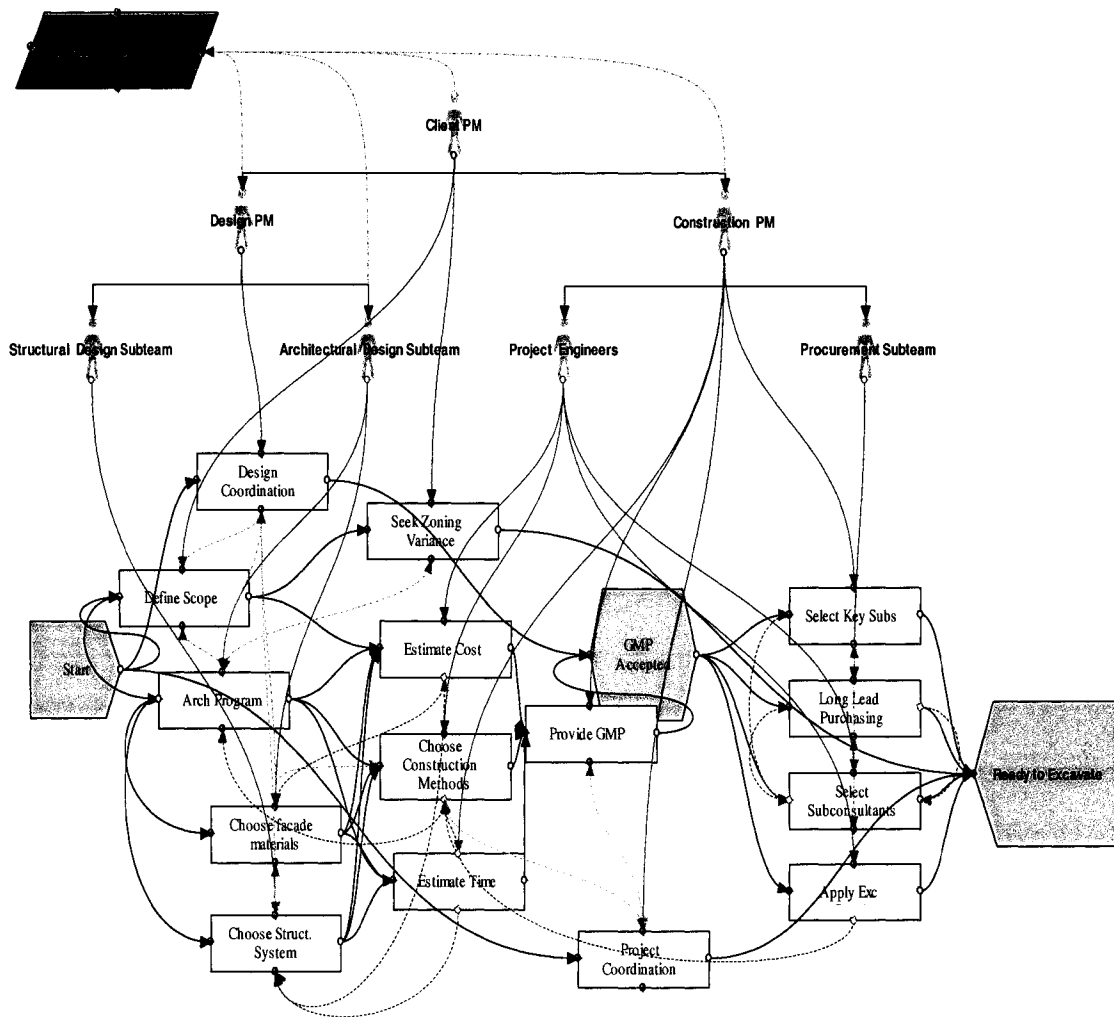 Client PM
Design PM
Construction PM
Structural Design Subteam
Architectural Design Subteam
Project Engineers
Procurement Subteam
Design
Coordination
Seek Zoning
Variance
Define Scope
Select Key Subs
Start
Estimate Cost
GMP
Accepted
Arch Program
Long Lead
Purchasing
Provide GMP
Choose
Construction
Methods
Ready to Excavate
Select
Subconsultants
Choose facade
materials
Estimate Time
Apply Exc
Choose Struct.
System
Project
Coordination